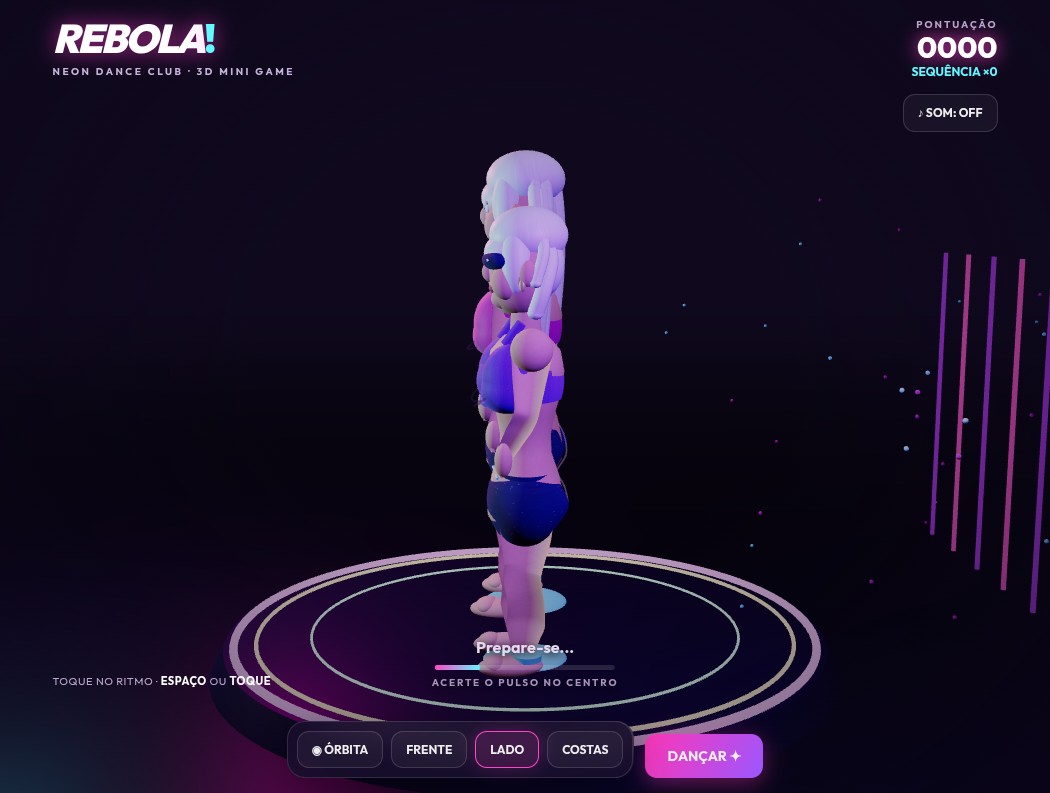 REBOLA!
NEON DANCE CLUB · 3D MINI GAME
PONTUAÇÃO
0000
SEQUÊNCIA ×0
♪ SOM: OFF
Prepare-se...
TOQUE NO RITMO · ESPAÇO OU TOQUE
ACERTE O PULSO NO CENTRO
◉ ÓRBITA
FRENTE
LADO
COSTAS
DANÇAR ✦